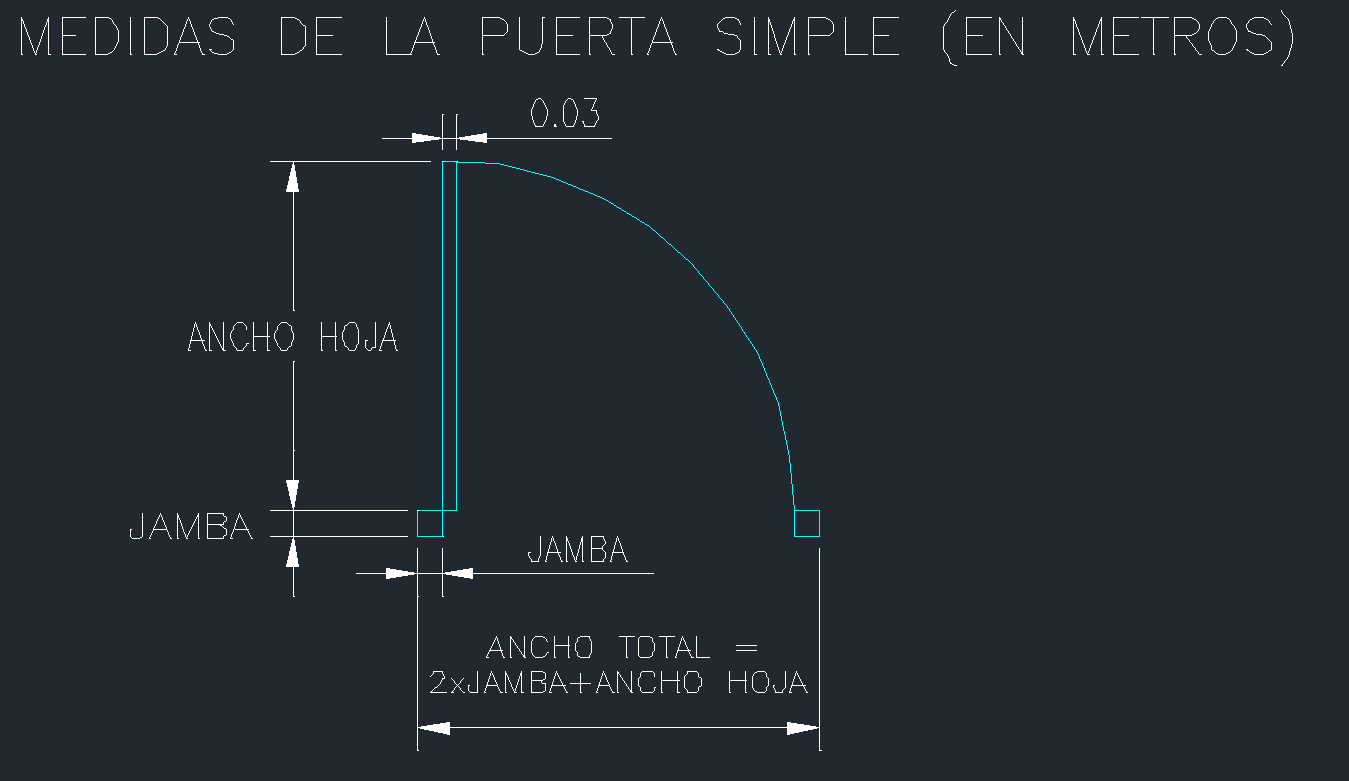 MEDIDAS DE LA PUERTA SIMPLE (EN METROS)
0.03
ANCHO HOJA
JAMBA
JAMBA
ANCHO TOTAL =
2xJAMBA+ANCHO HOJA